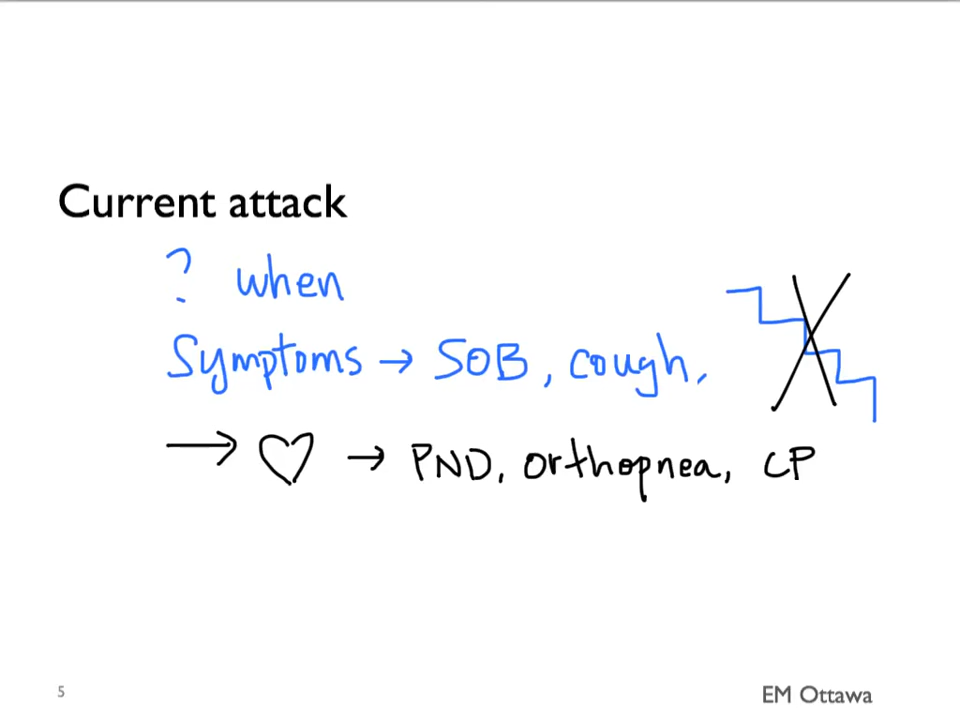 Current attack
? when
Symptoms → SOB, cough,
→ ♡ → PND, orthopnea, CP
5
EM Ottawa